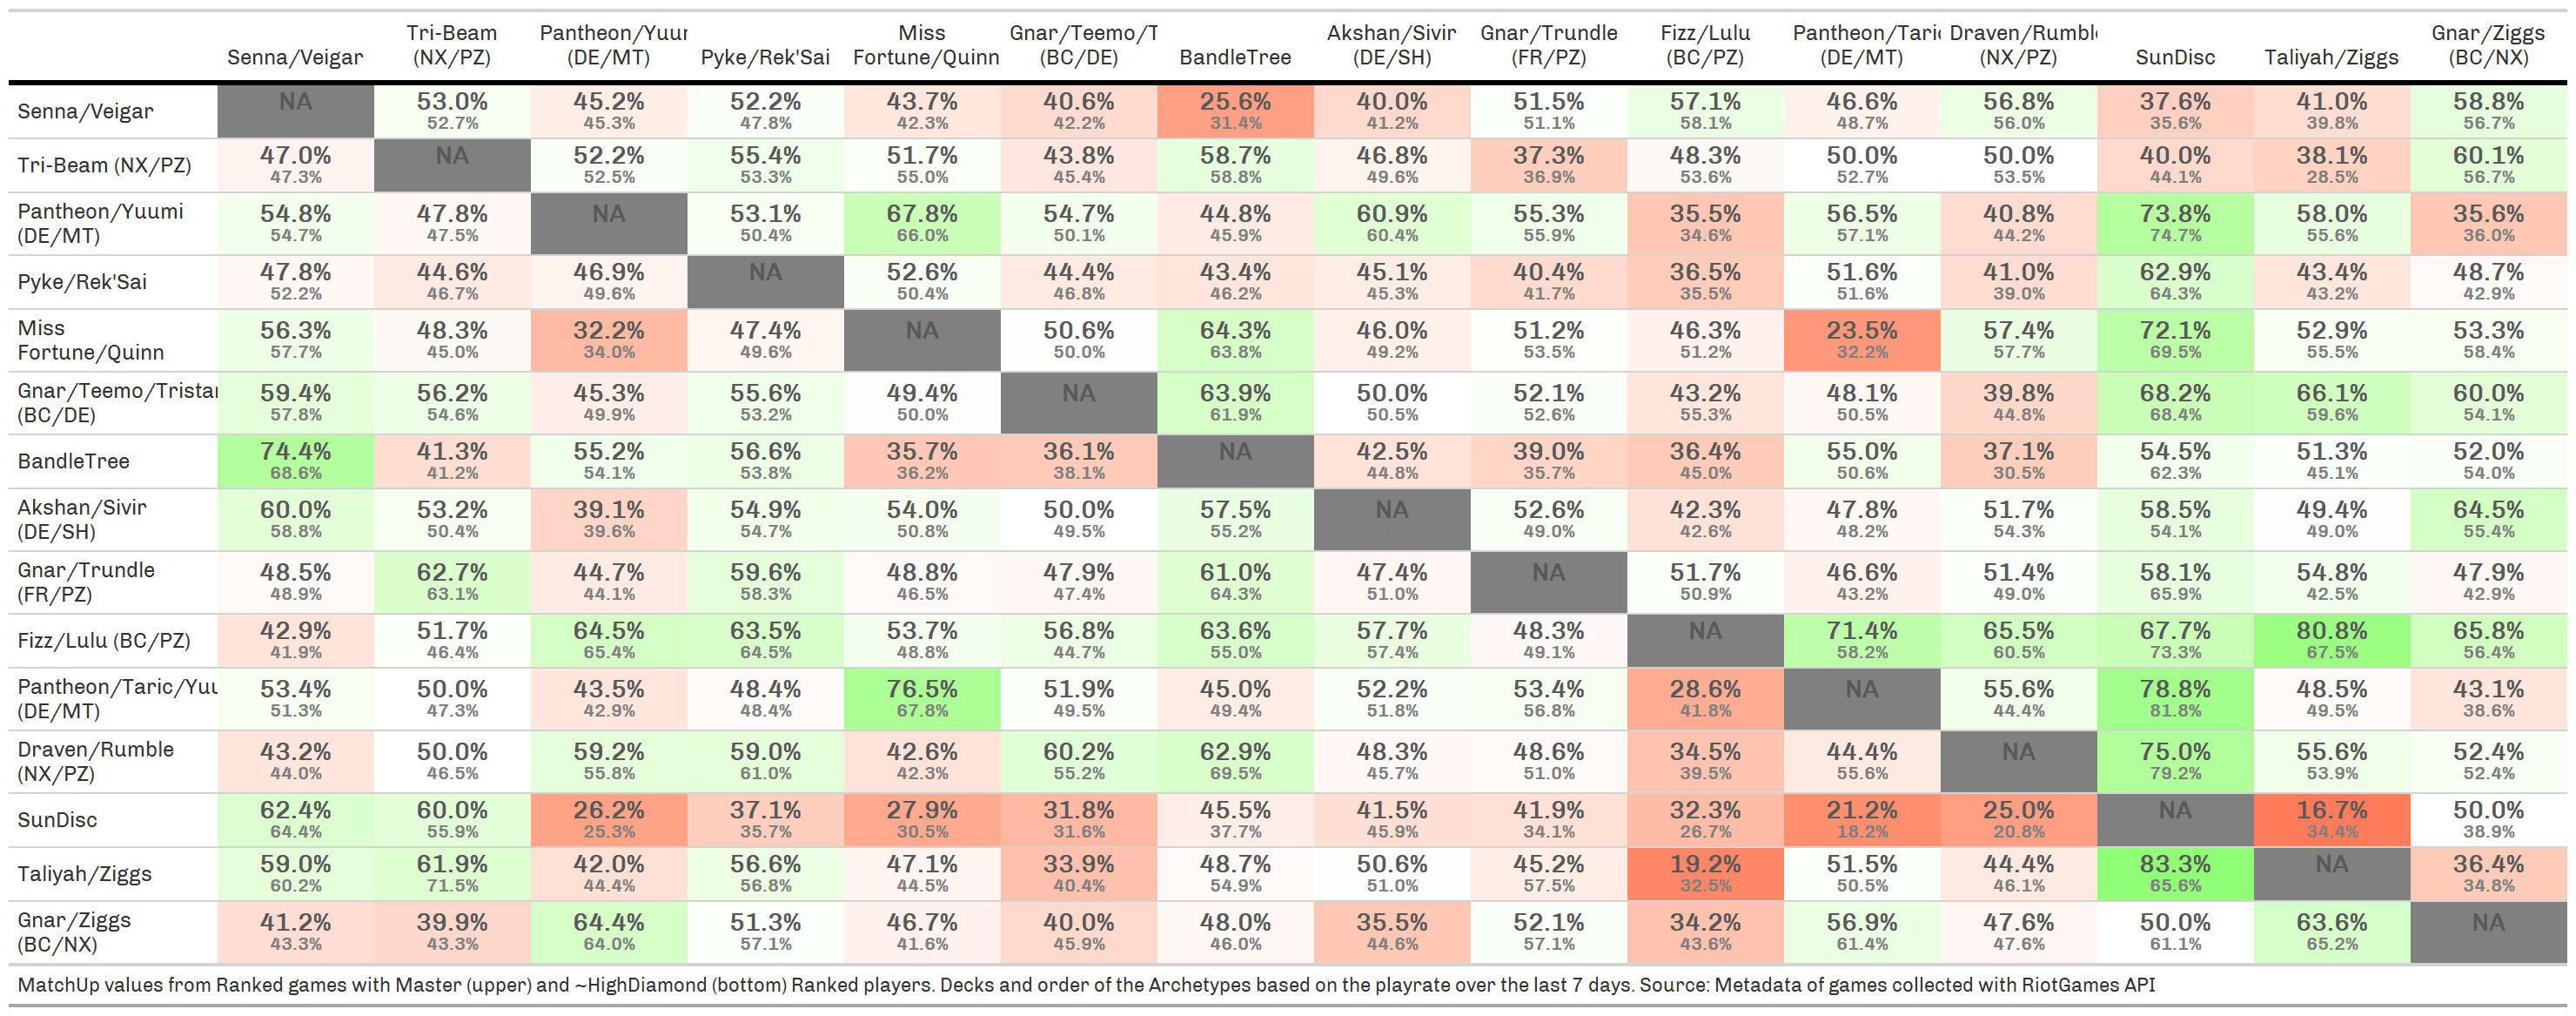 Tri-Beam Pantheon/Yuur Miss Gnar/Teemo/T Akshan/Sivir Gnar/Trundle Fizz/Lulu Pantheon/Taric Draven/Rumble Gnar/Ziggs
Senna/Veigar (NX/PZ) (DE/MT) Pyke/Rek'Sai Fortune/Quinn (BC/DE) BandleTree (DE/SH) (FR/PZ) (BC/PZ) (DE/MT) (NX/PZ) SunDisc Taliyah/Ziggs (BC/NX)
Senna/Veigar NA 53.0% 45.2% 52.2% 43.7% 40.6% 25.6% 40.0% 51.5% 57.1% 46.6% 56.8% 37.6% 41.0% 58.8%
52.7% 45.3% 47.8% 42.3% 42.2% 31.4% 41.2% 51.1% 58.1% 48.7% 56.0% 35.6% 39.8% 56.7%
Tri-Beam (NX/PZ) 47.0% NA 52.2% 55.4% 51.7% 43.8% 58.7% 46.8% 37.3% 48.3% 50.0% 50.0% 40.0% 38.1% 60.1%
47.3% 52.5% 53.3% 55.0% 45.4% 58.8% 49.6% 36.9% 53.6% 52.7% 53.5% 44.1% 28.5% 56.7%
Pantheon/Yuumi 54.8% 47.8% NA 53.1% 67.8% 54.7% 44.8% 60.9% 55.3% 35.5% 56.5% 40.8% 73.8% 58.0% 35.6%
(DE/MT) 54.7% 47.5% 50.4% 66.0% 50.1% 45.9% 60.4% 55.9% 34.6% 57.1% 44.2% 74.7% 55.6% 36.0%
Pyke/Rek'Sai 47.8% 44.6% 46.9% NA 52.6% 44.4% 43.4% 45.1% 40.4% 36.5% 51.6% 41.0% 62.9% 43.4% 48.7%
52.2% 46.7% 49.6% 50.4% 46.8% 46.2% 45.3% 41.7% 35.5% 51.6% 39.0% 64.3% 43.2% 42.9%
Miss 56.3% 48.3% 32.2% 47.4% NA 50.6% 64.3% 46.0% 51.2% 46.3% 23.5% 57.4% 72.1% 52.9% 53.3%
Fortune/Quinn 57.7% 45.0% 34.0% 49.6% 50.0% 63.8% 49.2% 53.5% 51.2% 32.2% 57.7% 69.5% 55.5% 58.4%
Gnar/Teemo/Tristar 59.4% 56.2% 45.3% 55.6% 49.4% NA 63.9% 50.0% 52.1% 43.2% 48.1% 39.8% 68.2% 66.1% 60.0%
(BC/DE) 57.8% 54.6% 49.9% 53.2% 50.0% 61.9% 50.5% 52.6% 55.3% 50.5% 44.8% 68.4% 59.6% 54.1%
BandleTree 74.4% 41.3% 55.2% 56.6% 35.7% 36.1% NA 42.5% 39.0% 36.4% 55.0% 37.1% 54.5% 51.3% 52.0%
68.6% 41.2% 54.1% 53.8% 36.2% 38.1% 44.8% 35.7% 45.0% 50.6% 30.5% 62.3% 45.1% 54.0%
Akshan/Sivir 60.0% 53.2% 39.1% 54.9% 54.0% 50.0% 57.5% NA 52.6% 42.3% 47.8% 51.7% 58.5% 49.4% 64.5%
(DE/SH) 58.8% 50.4% 39.6% 54.7% 50.8% 49.5% 55.2% 49.0% 42.6% 48.2% 54.3% 54.1% 49.0% 55.4%
Gnar/Trundle 48.5% 62.7% 44.7% 59.6% 48.8% 47.9% 61.0% 47.4% NA 51.7% 46.6% 51.4% 58.1% 54.8% 47.9%
(FR/PZ) 48.9% 63.1% 44.1% 58.3% 46.5% 47.4% 64.3% 51.0% 50.9% 43.2% 49.0% 65.9% 42.5% 42.9%
Fizz/Lulu (BC/PZ) 42.9% 51.7% 64.5% 63.5% 53.7% 56.8% 63.6% 57.7% 48.3% NA 71.4% 65.5% 67.7% 80.8% 65.8%
41.9% 46.4% 65.4% 64.5% 48.8% 44.7% 55.0% 57.4% 49.1% 58.2% 60.5% 73.3% 67.5% 56.4%
Pantheon/Taric/Yuu 53.4% 50.0% 43.5% 48.4% 76.5% 51.9% 45.0% 52.2% 53.4% 28.6% NA 55.6% 78.8% 48.5% 43.1%
(DE/MT) 51.3% 47.3% 42.9% 48.4% 67.8% 49.5% 49.4% 51.8% 56.8% 41.8% 44.4% 81.8% 49.5% 38.6%
Draven/Rumble 43.2% 50.0% 59.2% 59.0% 42.6% 60.2% 62.9% 48.3% 48.6% 34.5% 44.4% NA 75.0% 55.6% 52.4%
(NX/PZ) 44.0% 46.5% 55.8% 61.0% 42.3% 55.2% 69.5% 45.7% 51.0% 39.5% 55.6% 79.2% 53.9% 52.4%
SunDisc 62.4% 60.0% 26.2% 37.1% 27.9% 31.8% 45.5% 41.5% 41.9% 32.3% 21.2% 25.0% NA 16.7% 50.0%
64.4% 55.9% 25.3% 35.7% 30.5% 31.6% 37.7% 45.9% 34.1% 26.7% 18.2% 20.8% 34.4% 38.9%
Taliyah/Ziggs 59.0% 61.9% 42.0% 56.6% 47.1% 33.9% 48.7% 50.6% 45.2% 19.2% 51.5% 44.4% 83.3% NA 36.4%
60.2% 71.5% 44.4% 56.8% 44.5% 40.4% 54.9% 51.0% 57.5% 32.5% 50.5% 46.1% 65.6% 34.8%
Gnar/Ziggs 41.2% 39.9% 64.4% 51.3% 46.7% 40.0% 48.0% 35.5% 52.1% 34.2% 56.9% 47.6% 50.0% 63.6% NA
(BC/NX) 43.3% 43.3% 64.0% 57.1% 41.6% 45.9% 46.0% 44.6% 57.1% 43.6% 61.4% 47.6% 61.1% 65.2%
MatchUp values from Ranked games with Master (upper) and ~HighDiamond (bottom) Ranked players. Decks and order of the Archetypes based on the playrate over the last 7 days. Source: Metadata of games collected with RiotGames API